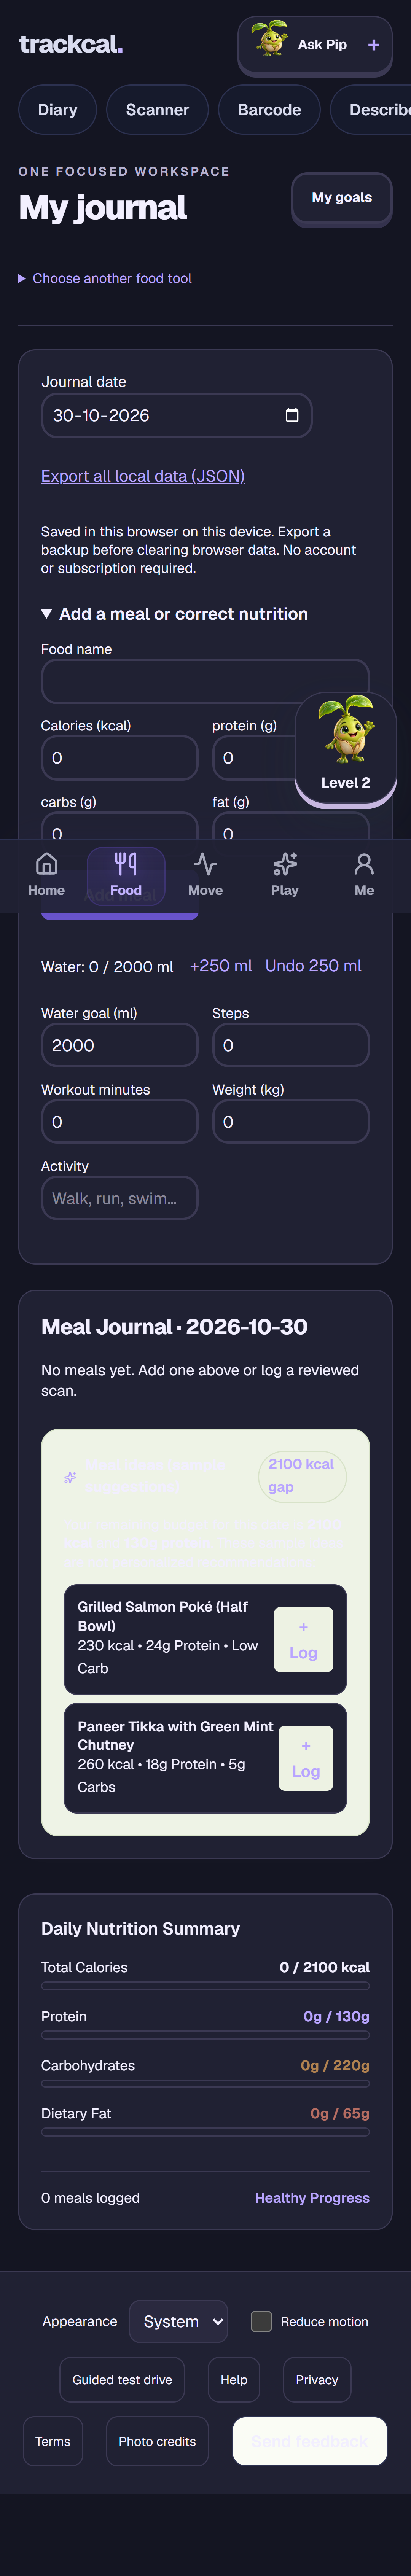 trackcal.
Ask Pip +
Diary
Scanner
Barcode
Describe
ONE FOCUSED WORKSPACE
My journal
My goals
Choose another food tool
Journal date
30-10-2026
Export all local data (JSON)
Saved in this browser on this device. Export a
backup before clearing browser data. No account
or subscription required.
Add a meal or correct nutrition
Food name
Calories (kcal)
protein (g)
0
0
Level 2
carbs (g)
fat (g)
0
0
Home
Food
Move
Play
Me
Add meal
Water: 0 / 2000 ml
+250 ml
Undo 250 ml
Water goal (ml)
Steps
2000
0
Workout minutes
Weight (kg)
0
0
Activity
Walk, run, swim...
Meal Journal · 2026-10-30
No meals yet. Add one above or log a reviewed
scan.
2100 kcal
gap
Grilled Salmon Poké (Half
Bowl)
230 kcal • 24g Protein • Low
Carb
+
Log
Paneer Tikka with Green Mint
Chutney
260 kcal • 18g Protein • 5g
Carbs
+
Log
Daily Nutrition Summary
Total Calories
0 / 2100 kcal
Protein
0g / 130g
Carbohydrates
0g / 220g
Dietary Fat
0g / 65g
0 meals logged
Healthy Progress
Appearance
System
Reduce motion
Guided test drive
Help
Privacy
Terms
Photo credits
Send feedback